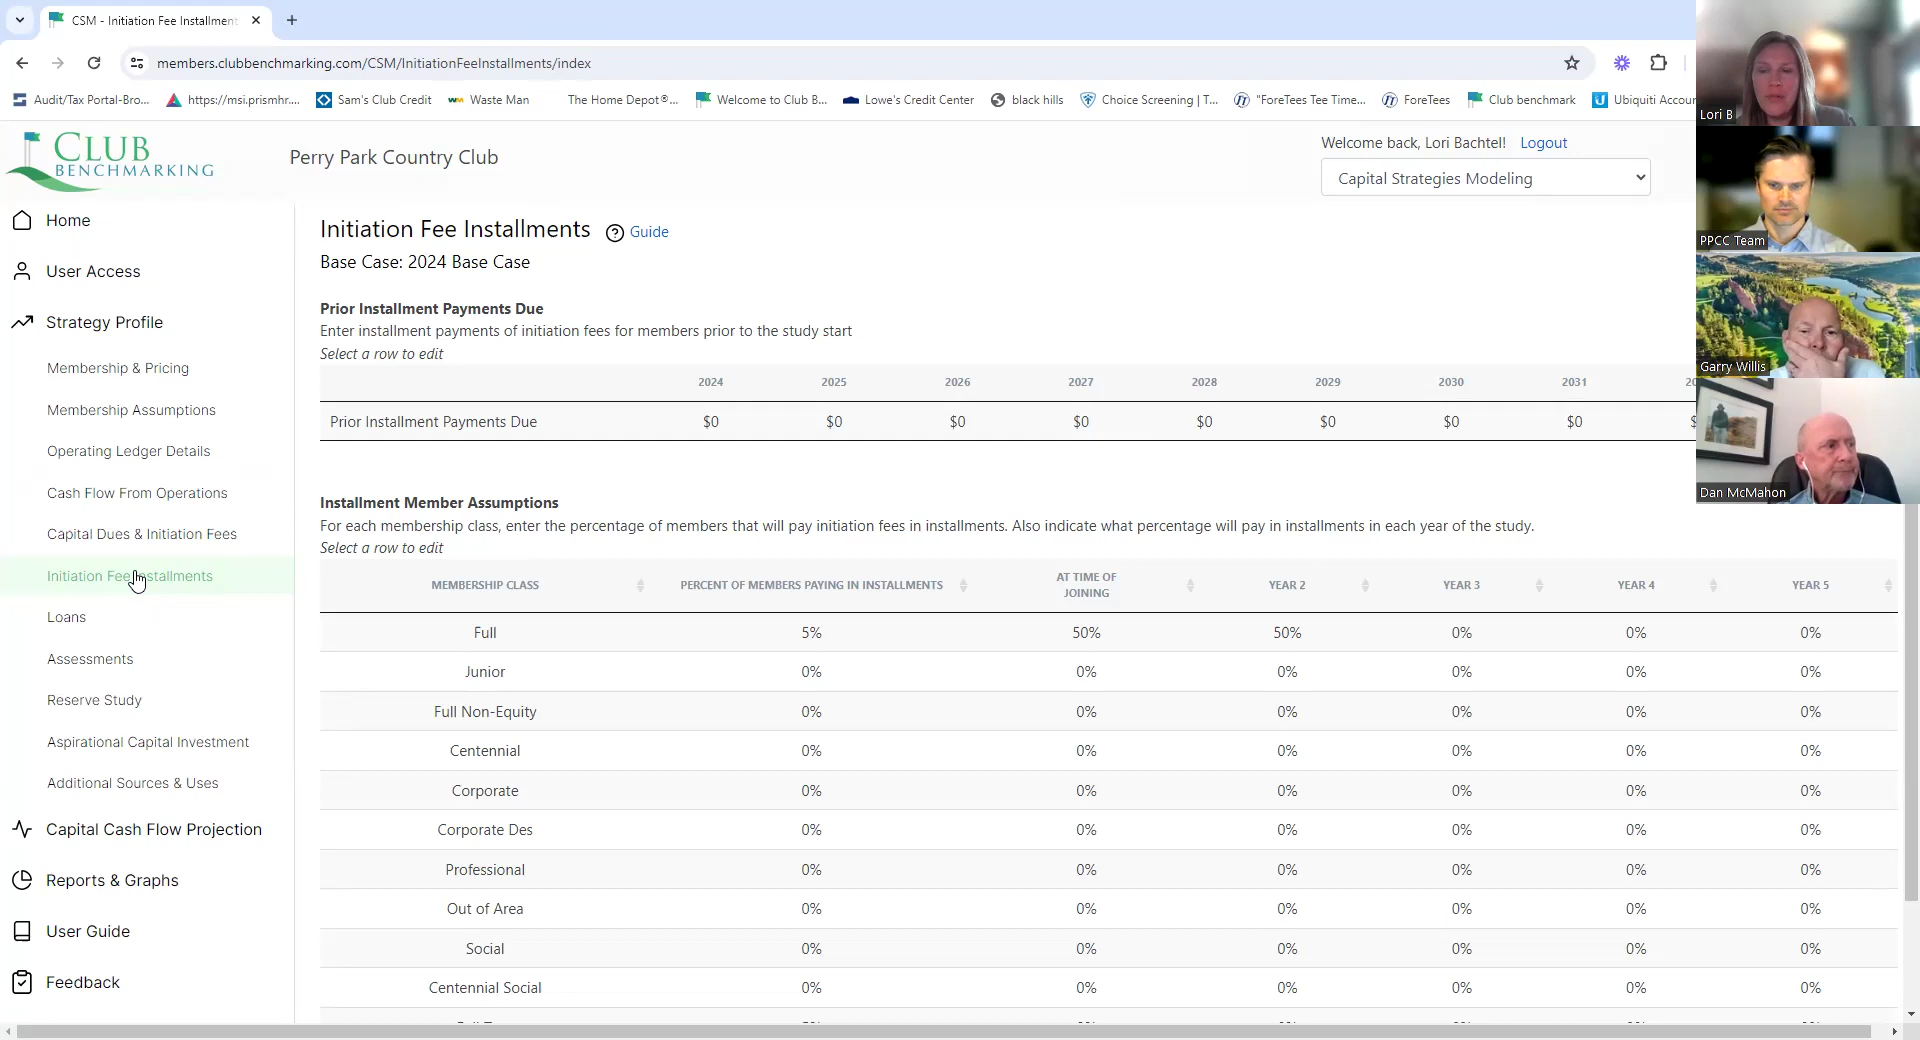 CSM - Initiation Fee Installment
members.clubbenchmarking.com/CSM/InitiationFeeInstallments/index
Audit/Tax Portal-Bro... https://msi.prismhr.... Sam's Club Credit Waste Man The Home Depot®... Welcome to Club B... Lowe's Credit Center black hills Choice Screening | T... "ForeTees Tee Time... ForeTees Club benchmark Ubiquiti Accou
CLUB
BENCHMARKING
Perry Park Country Club
Welcome back, Lori Bachtel! Logout
Capital Strategies Modeling
Home
User Access
Strategy Profile
Membership & Pricing
Membership Assumptions
Operating Ledger Details
Cash Flow From Operations
Capital Dues & Initiation Fees
Initiation Fee Installments
Loans
Assessments
Reserve Study
Aspirational Capital Investment
Additional Sources & Uses
Capital Cash Flow Projection
Reports & Graphs
User Guide
Feedback
Initiation Fee Installments Guide
Base Case: 2024 Base Case
Prior Installment Payments Due
Enter installment payments of initiation fees for members prior to the study start
Select a row to edit
2024 2025 2026 2027 2028 2029 2030 2031
Prior Installment Payments Due $0 $0 $0 $0 $0 $0 $0 $0
Installment Member Assumptions
For each membership class, enter the percentage of members that will pay initiation fees in installments. Also indicate what percentage will pay in installments in each year of the study.
Select a row to edit
MEMBERSHIP CLASS PERCENT OF MEMBERS PAYING IN INSTALLMENTS AT TIME OF JOINING YEAR 2 YEAR 3 YEAR 4 YEAR 5
Full 5% 50% 50% 0% 0% 0%
Junior 0% 0% 0% 0% 0% 0%
Full Non-Equity 0% 0% 0% 0% 0% 0%
Centennial 0% 0% 0% 0% 0% 0%
Corporate 0% 0% 0% 0% 0% 0%
Corporate Des 0% 0% 0% 0% 0% 0%
Professional 0% 0% 0% 0% 0% 0%
Out of Area 0% 0% 0% 0% 0% 0%
Social 0% 0% 0% 0% 0% 0%
Centennial Social 0% 0% 0% 0% 0% 0%
Lori B
PPCC Team
Garry Willis
Dan McMahon